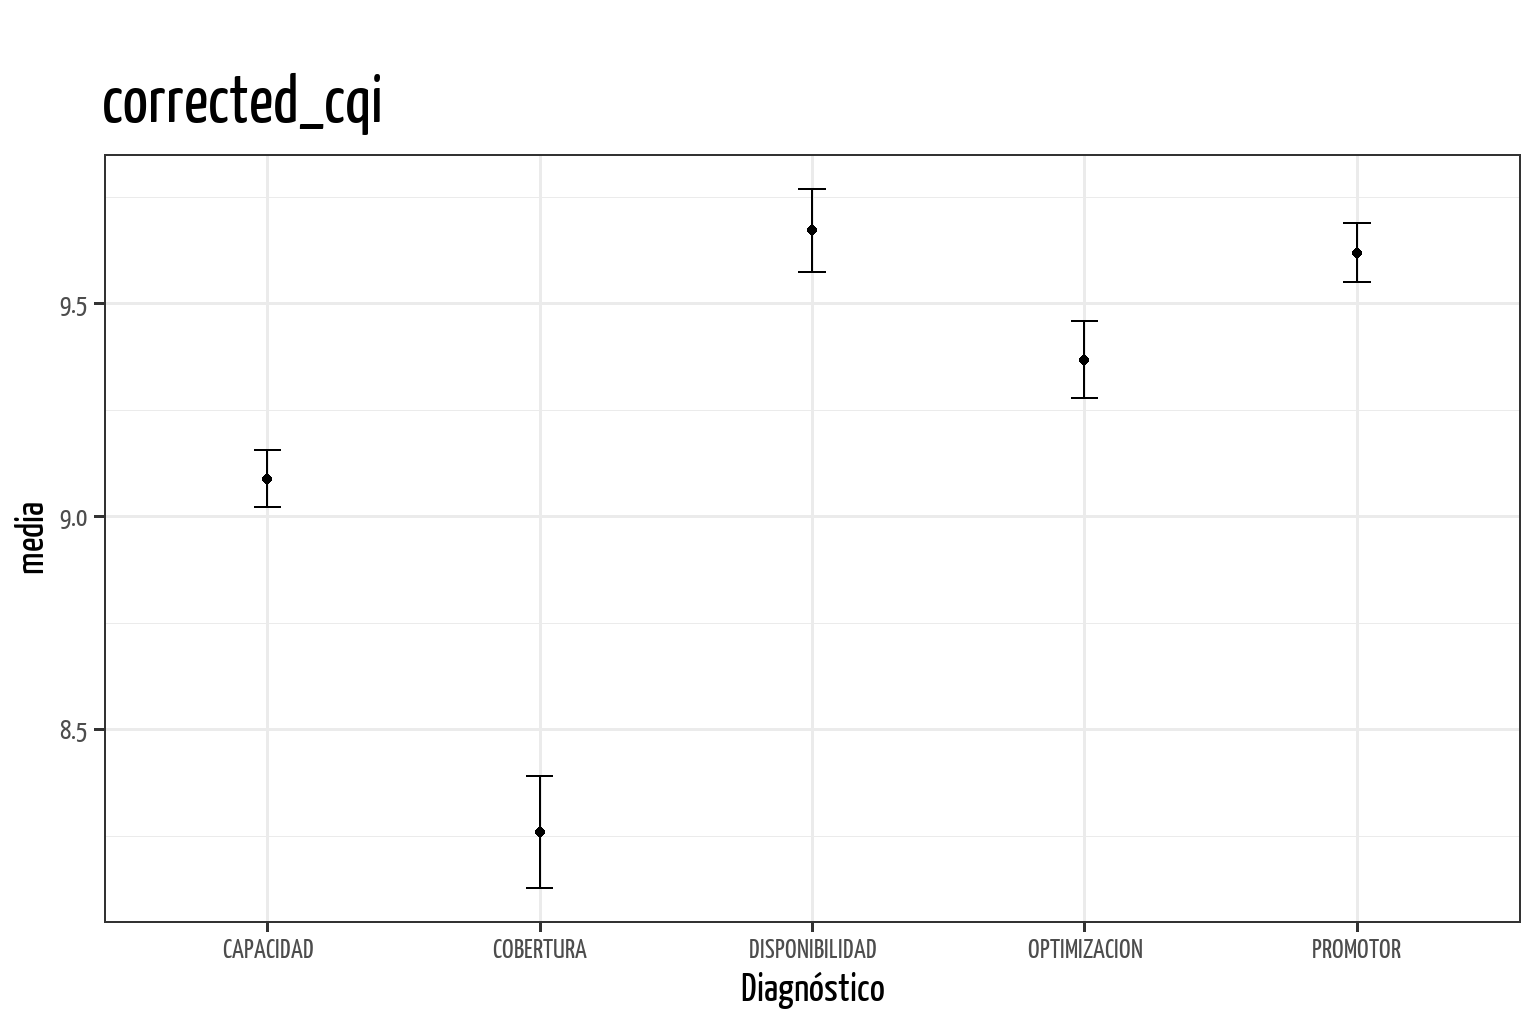 corrected_cqi
media
9.5
9.0
8.5
CAPACIDAD COBERTURA DISPONIBILIDAD OPTIMIZACION PROMOTOR
Diagnóstico